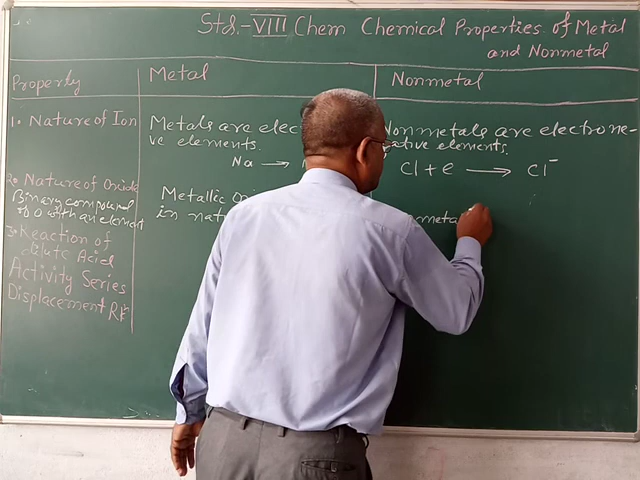 Std.-VIII Chem Chemical Properties of Metal
and Nonmetal
Property Metal Nonmetal
1. Nature of Ion
Metals are elec
ve elements.
Na →
Nonmetals are electrone-
gative elements.
Cl + e → Cl⁻
2. Nature of Oxide
Binary compound
of O with an element
Metallic
in nat
3. Reaction of
dilute Acid
Activity Series
Displacement RX